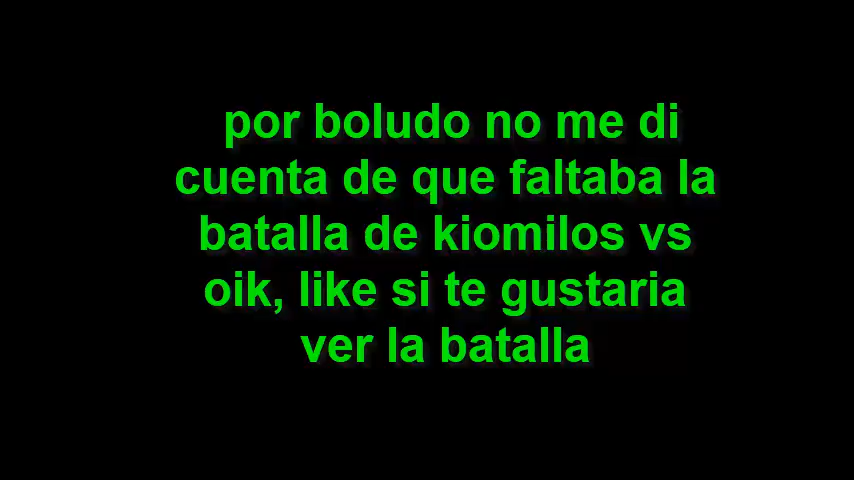 por boludo no me di
cuenta de que faltaba la
batalla de kiomilos vs
oik, like si te gustaria
ver la batalla